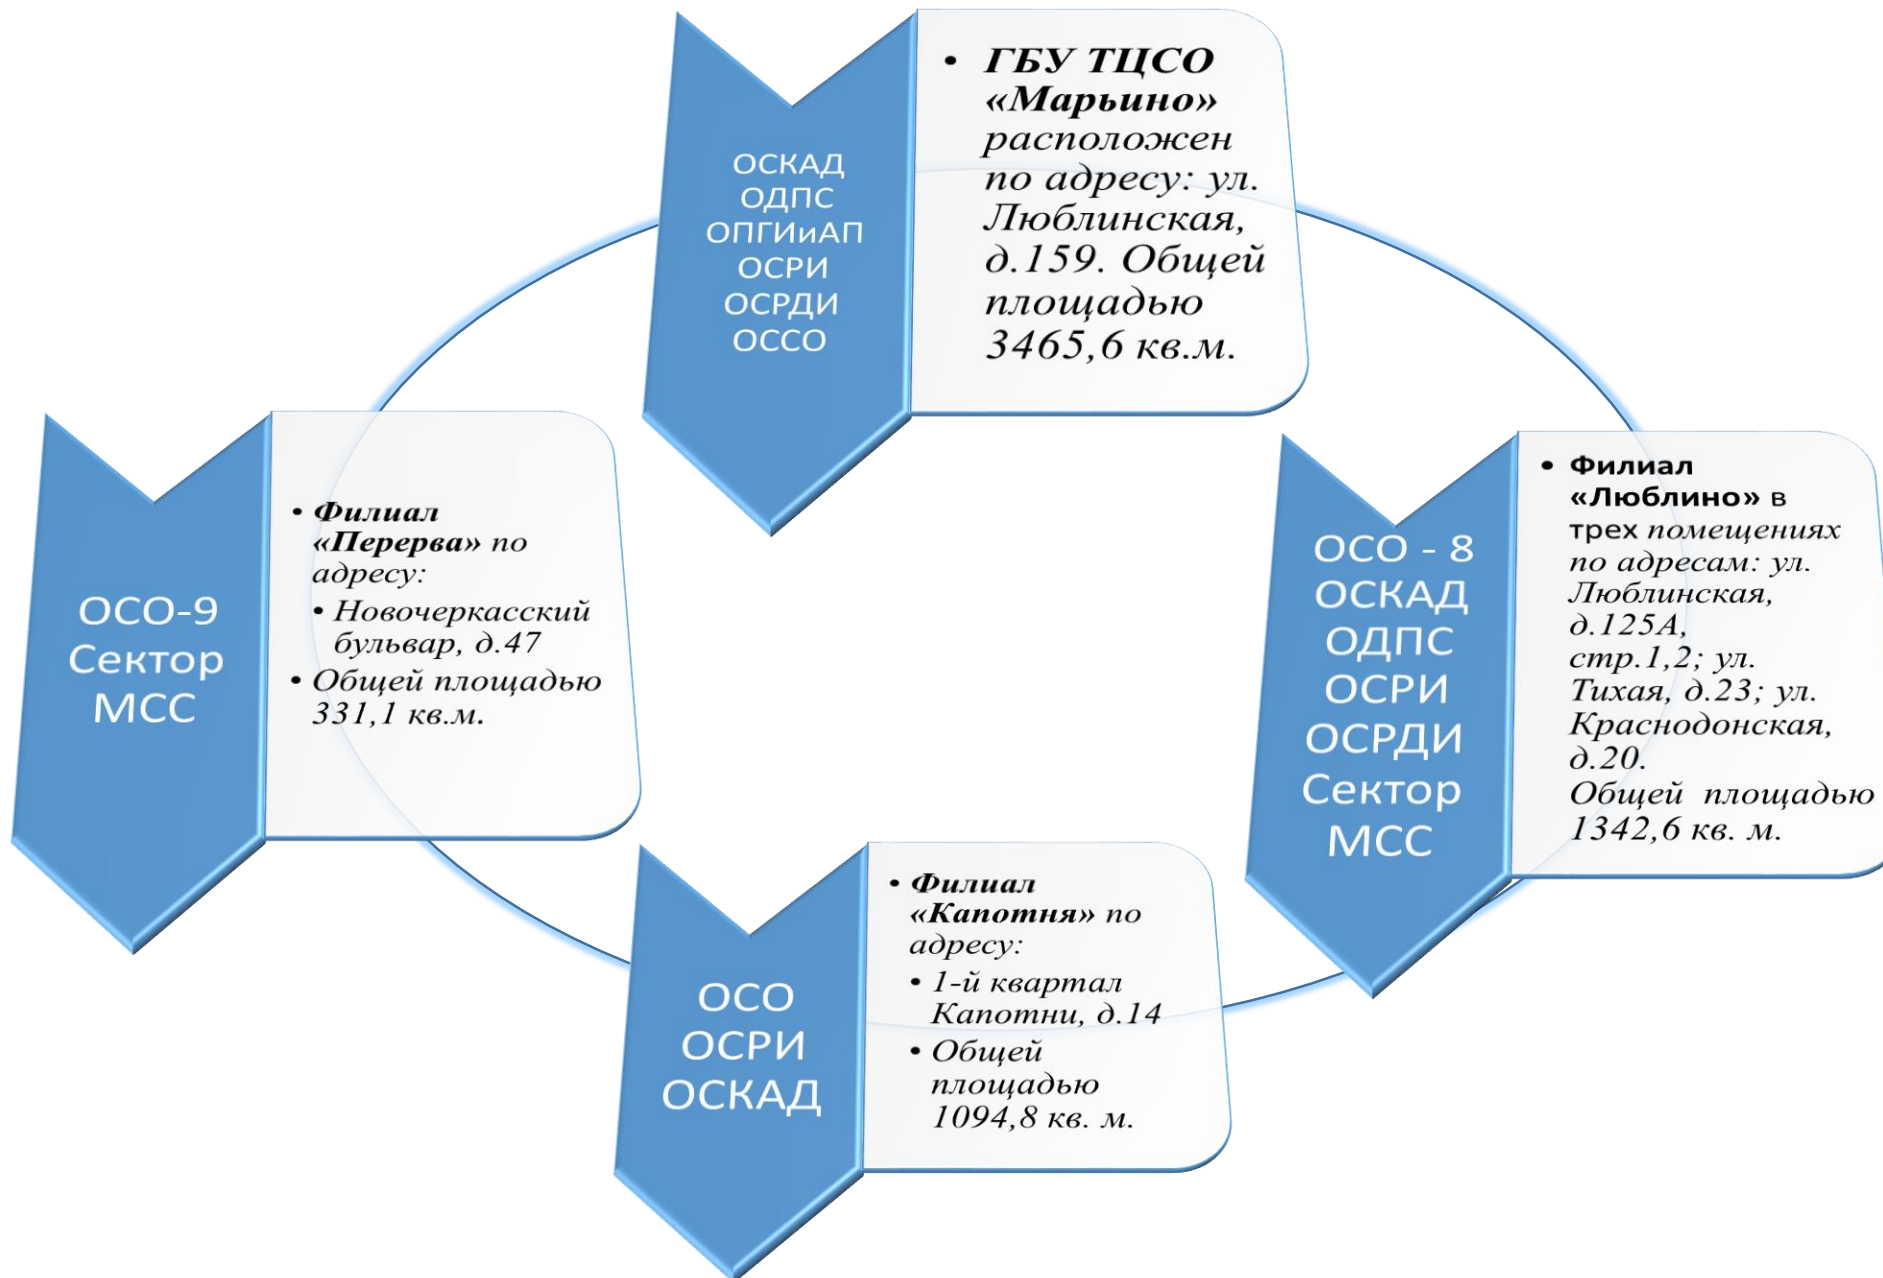 ОСКАД
ОДПС
ОПГИиАП
ОСРИ
ОСРДИ
ОССО
• ГБУ ТЦСО
«Марьино»
расположен
по адресу: ул.
Люблинская,
д.159. Общей
площадью
3465,6 кв.м.
ОСО-9
Сектор
МСС
• Филиал
«Перерва» по
адресу:
• Новочеркасский
бульвар, д.47
• Общей площадью
331,1 кв.м.
ОСО - 8
ОСКАД
ОДПС
ОСРИ
ОСРДИ
Сектор
МСС
• Филиал
«Люблино» в
трех помещениях
по адресам: ул.
Люблинская,
д.125А,
стр.1,2; ул.
Тихая, д.23; ул.
Краснодонская,
д.20.
Общей площадью
1342,6 кв. м.
ОСО
ОСРИ
ОСКАД
• Филиал
«Капотня» по
адресу:
• 1-й квартал
Капотни, д.14
• Общей
площадью
1094,8 кв. м.